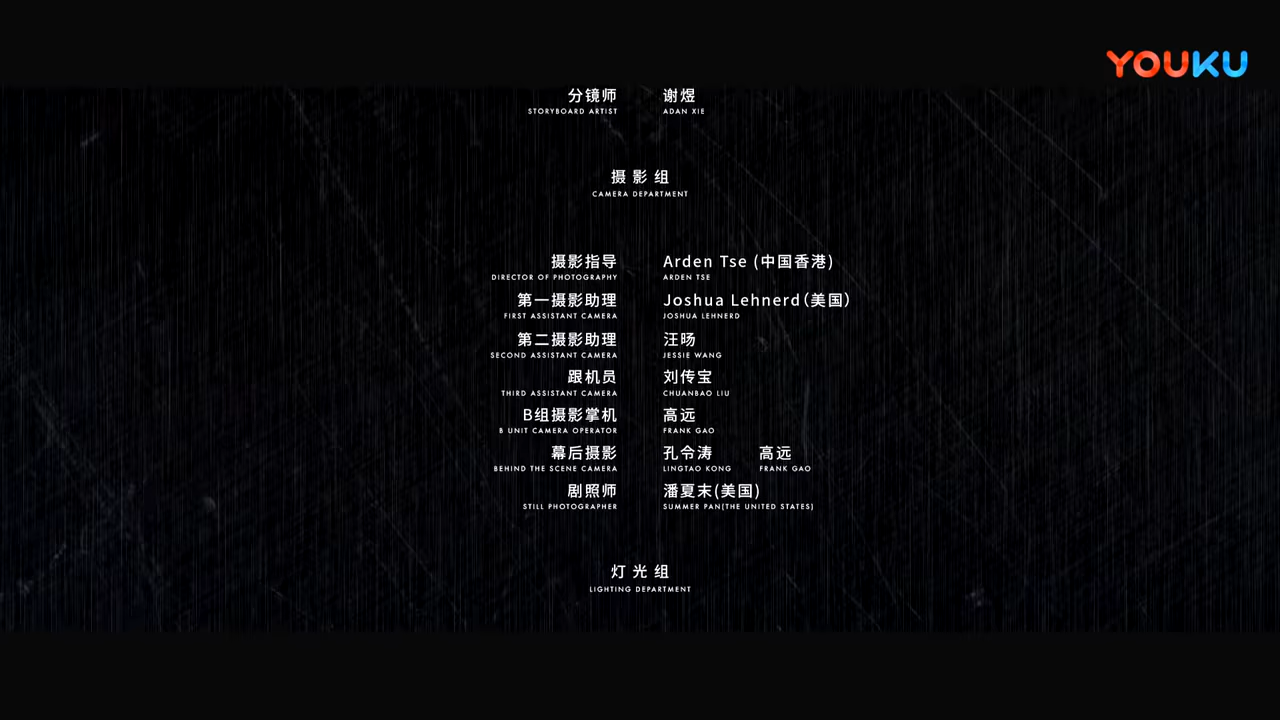 YOUKU
分镜师 谢煜
STORYBOARD ARTIST ADAN XIE
摄影组
CAMERA DEPARTMENT
摄影指导 Arden Tse (中国香港)
DIRECTOR OF PHOTOGRAPHY ARDEN TSE
第一摄影助理 Joshua Lehnerd(美国)
FIRST ASSISTANT CAMERA JOSHUA LEHNERD
第二摄影助理 汪旸
SECOND ASSISTANT CAMERA JESSIE WANG
跟机员 刘传宝
THIRD ASSISTANT CAMERA CHUANBAO LIU
B组摄影掌机 高远
B UNIT CAMERA OPERATOR FRANK GAO
幕后摄影 孔令涛 高远
BEHIND THE SCENE CAMERA LINGTAO KONG FRANK GAO
剧照师 潘夏末(美国)
STILL PHOTOGRAPHER SUMMER PAN(THE UNITED STATES)
灯光组
LIGHTING DEPARTMENT